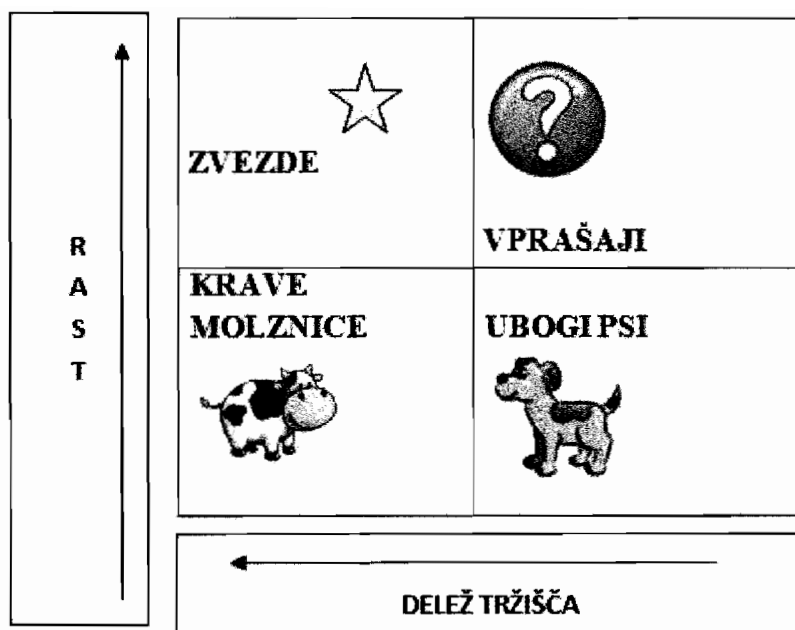 R
A
S
T
ZVEZDE
VPRAŠAJI
KRAVE
MOLZNICE
UBOGI PSI
DELEŽ TRŽIŠČA